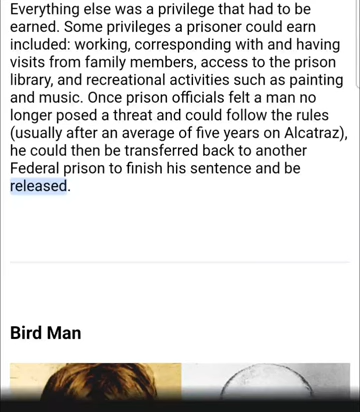 Everything else was a privilege that had to be
earned. Some privileges a prisoner could earn
included: working, corresponding with and having
visits from family members, access to the prison
library, and recreational activities such as painting
and music. Once prison officials felt a man no
longer posed a threat and could follow the rules
(usually after an average of five years on Alcatraz),
he could then be transferred back to another
Federal prison to finish his sentence and be
released.
Bird Man